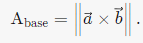 A_base = ‖a⃗ × b⃗‖ .